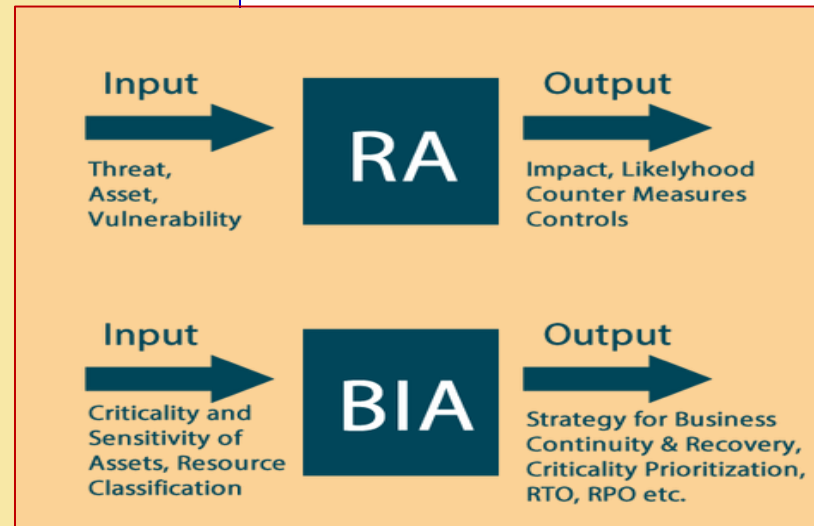 Input
Threat,
Asset,
Vulnerability
RA
Output
Impact, Likelyhood
Counter Measures
Controls
Input
Criticality and
Sensitivity of
Assets, Resource
Classification
BIA
Output
Strategy for Business
Continuity & Recovery,
Criticality Prioritization,
RTO, RPO etc.